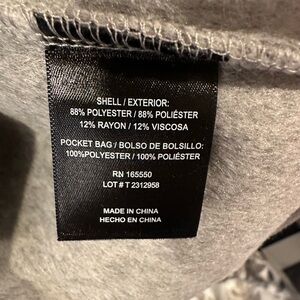 SHELL / EXTERIOR:
88% POLYESTER / 88% POLIÉSTER
12% RAYON / 12% VISCOSA
POCKET BAG / BOLSO DE BOLSILLO:
100%POLYESTER / 100% POLIÉSTER
RN 165550
LOT # T 2312958
MADE IN CHINA
HECHO EN CHINA